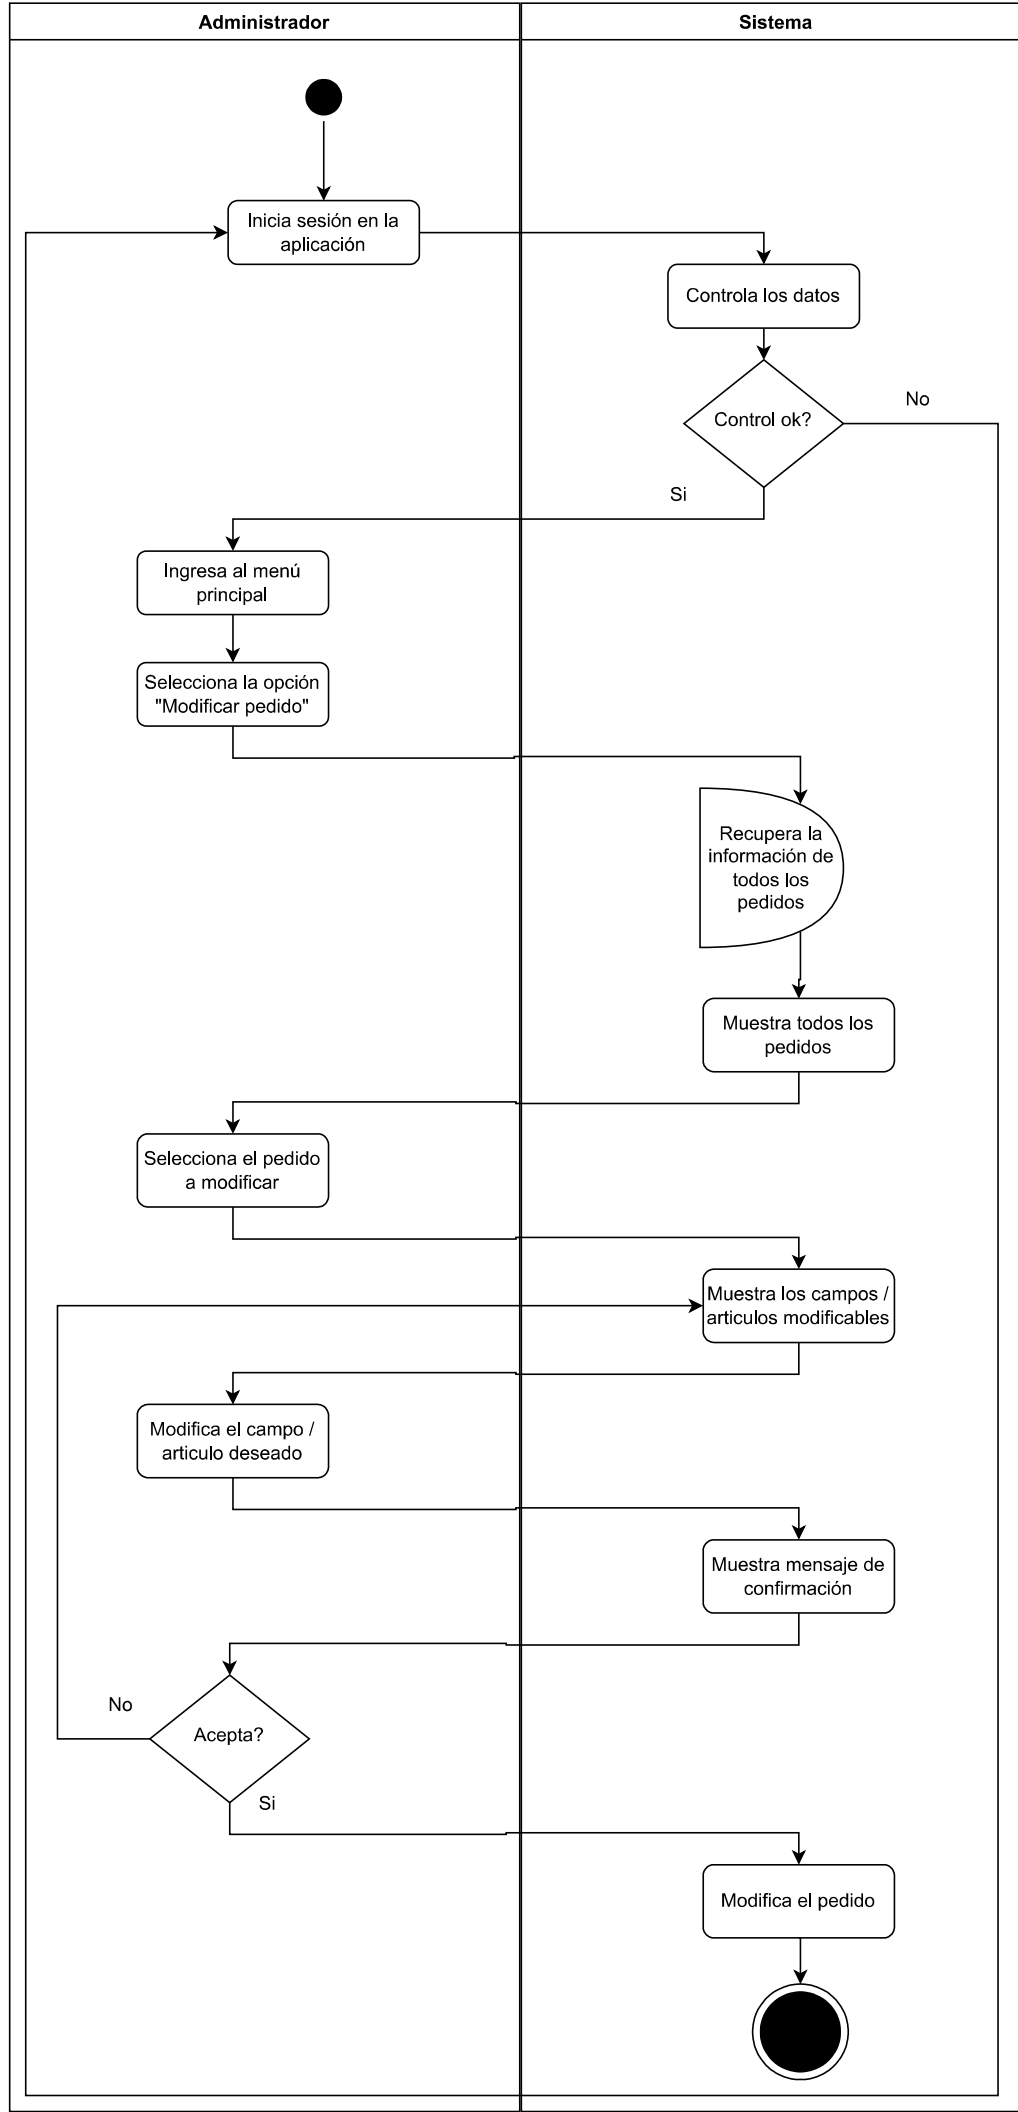 Administrador
Sistema
Inicia sesión en la
aplicación
Controla los datos
Control ok?
No
Si
Ingresa al menú
principal
Selecciona la opción
"Modificar pedido"
Recupera la
información de
todos los
pedidos
Muestra todos los
pedidos
Selecciona el pedido
a modificar
Muestra los campos /
articulos modificables
Modifica el campo /
articulo deseado
Muestra mensaje de
confirmación
No
Acepta?
Si
Modifica el pedido